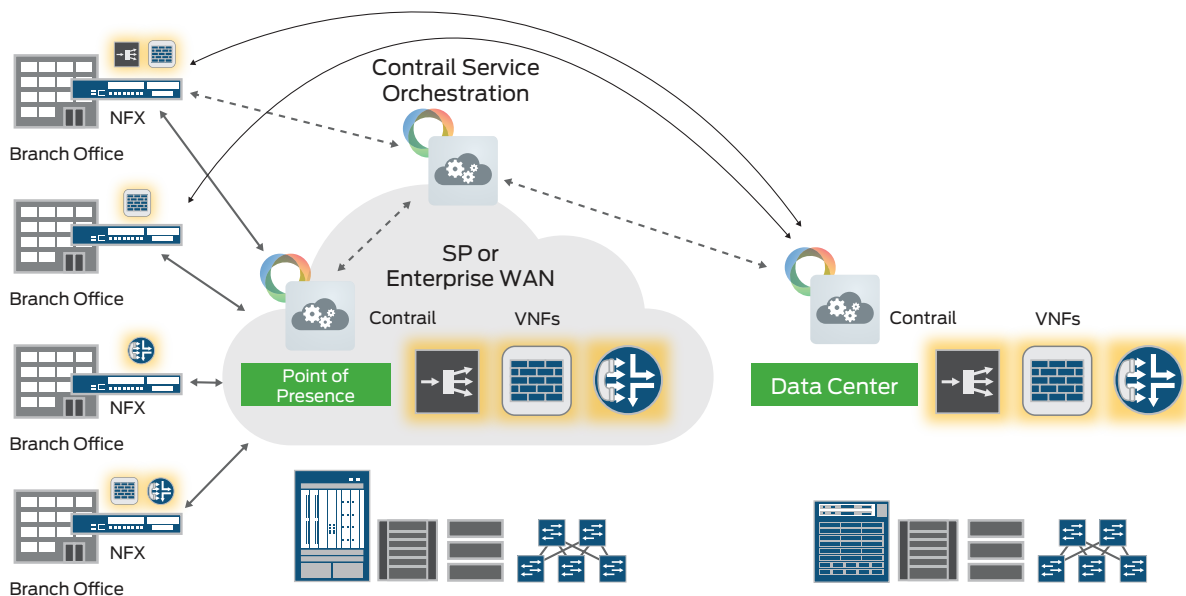 Contrail Service
Orchestration
NFX
Branch Office
Branch Office
NFX
Branch Office
NFX
Branch Office
SP or
Enterprise WAN
Contrail
VNFs
Point of
Presence
Contrail
VNFs
Data Center